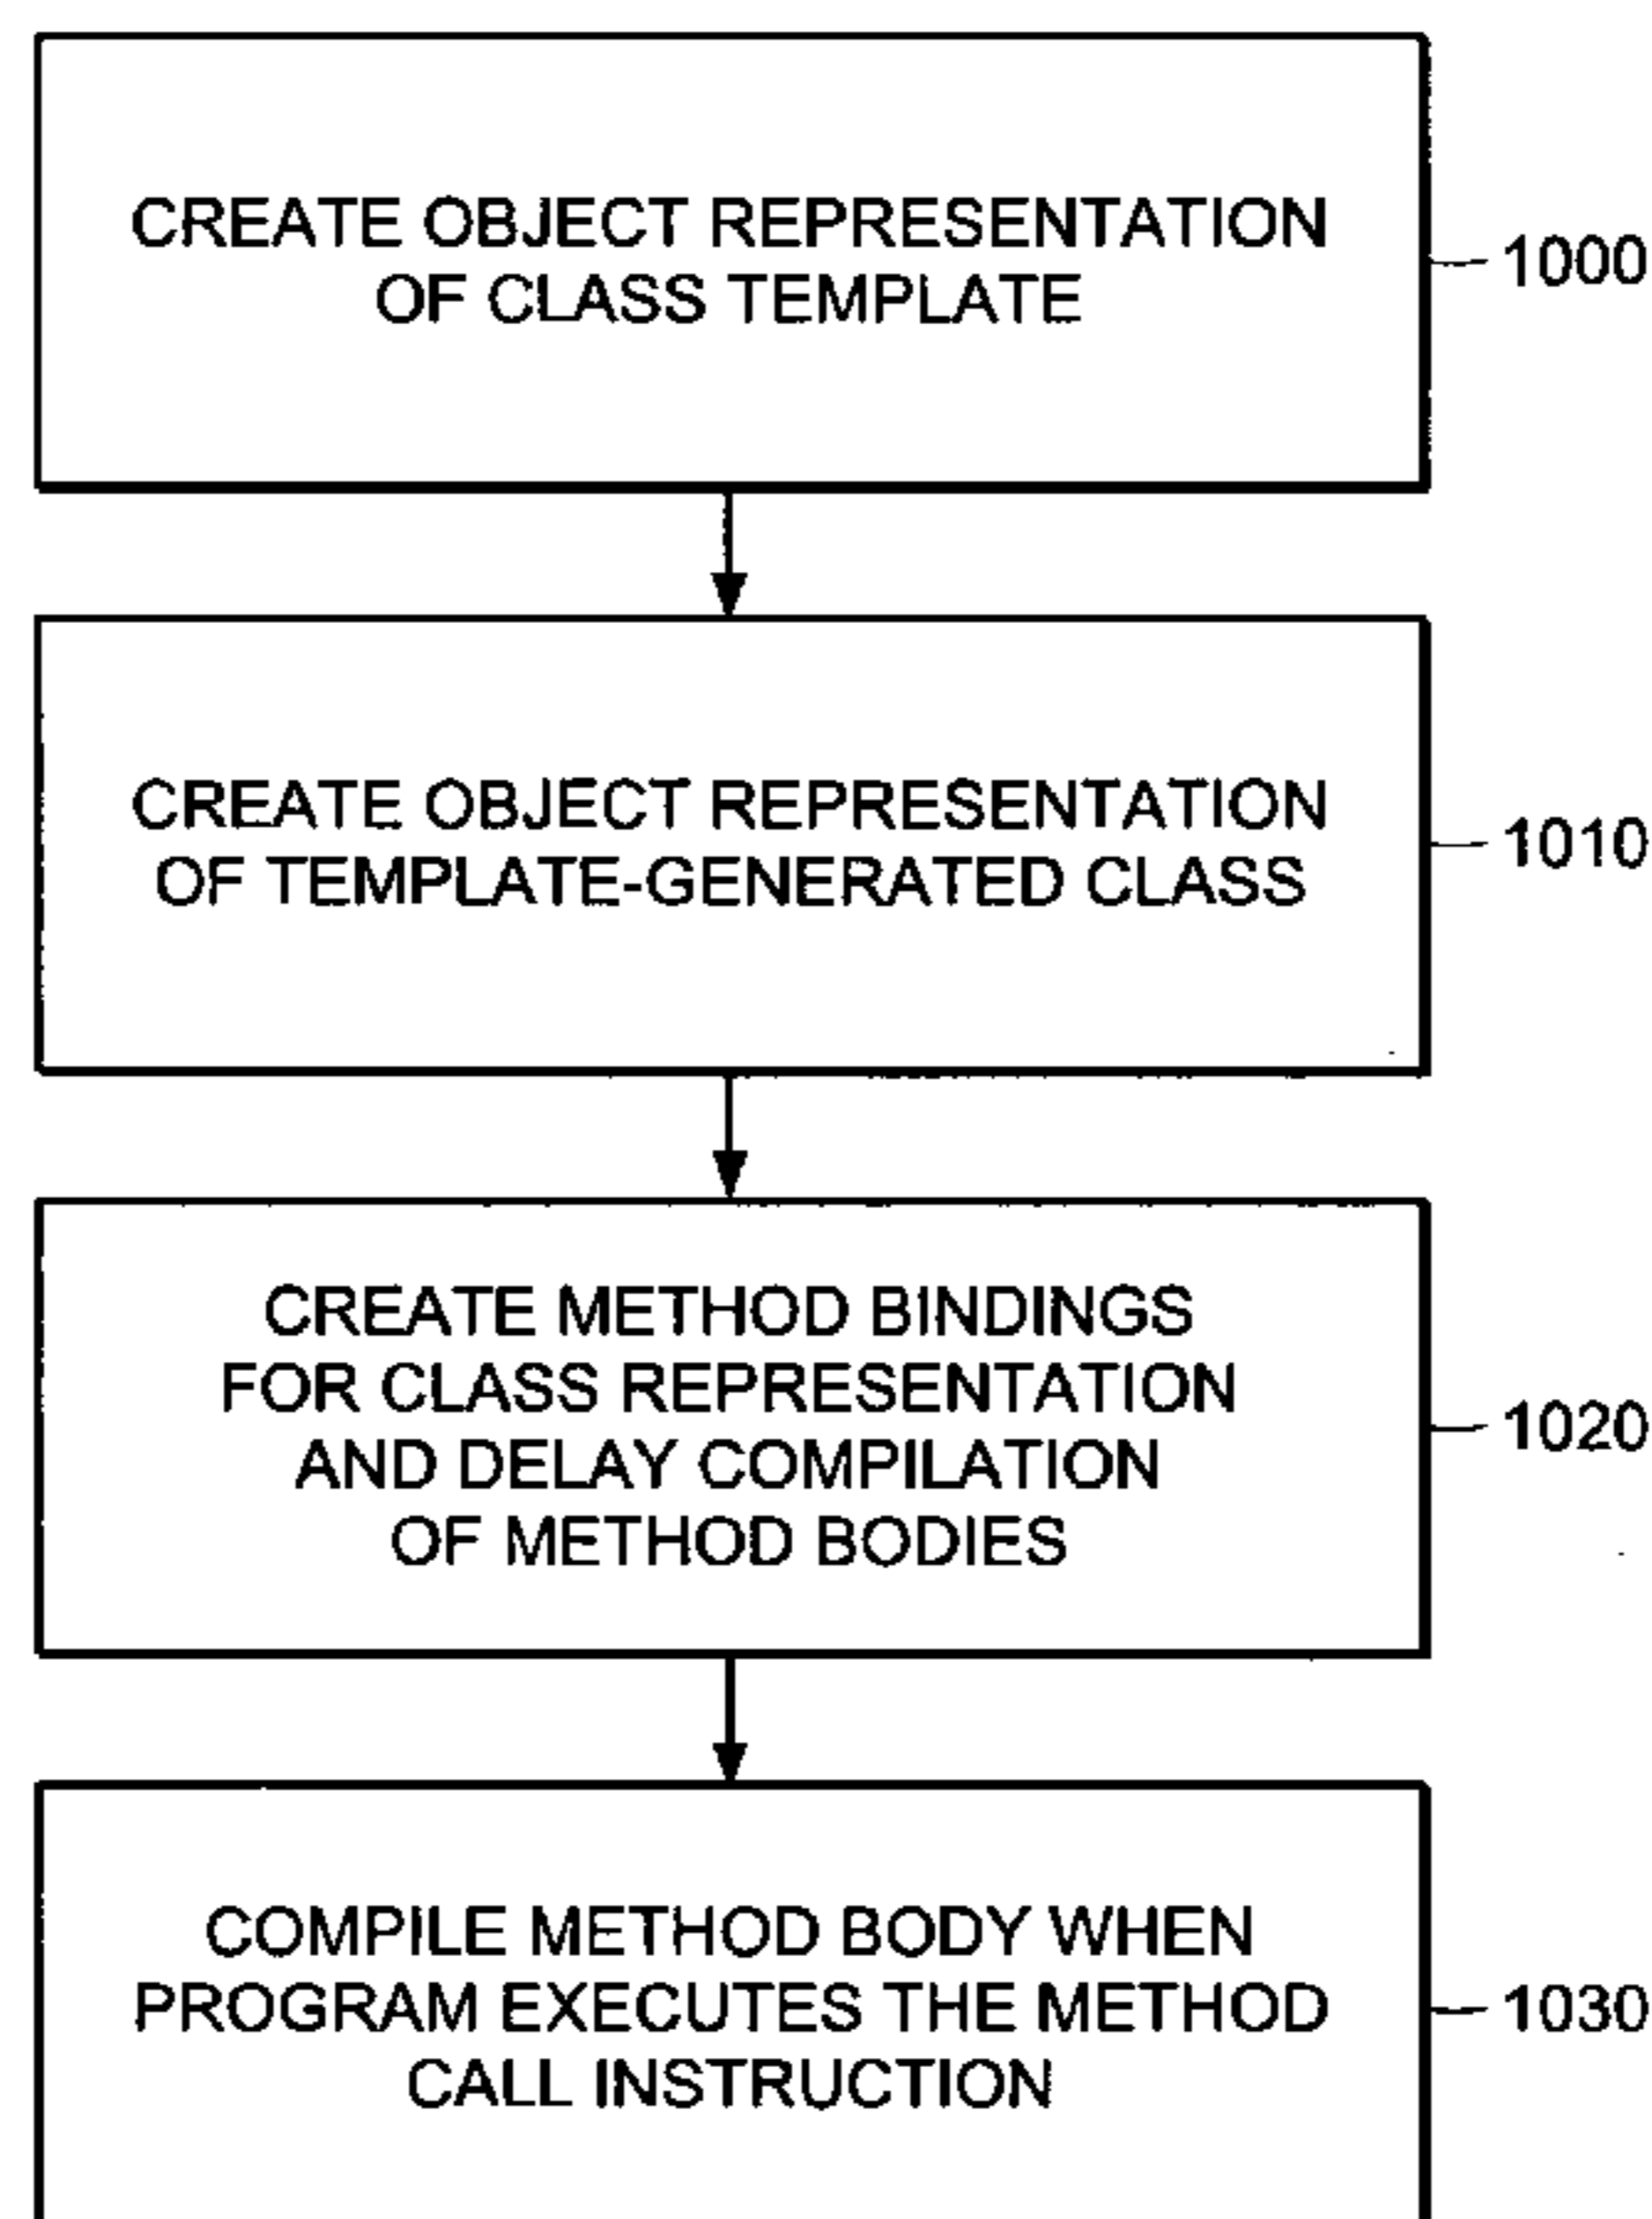 CREATE OBJECT REPRESENTATION
OF CLASS TEMPLATE
1000
CREATE OBJECT REPRESENTATION
OF TEMPLATE-GENERATED CLASS
1010
CREATE METHOD BINDINGS
FOR CLASS REPRESENTATION
AND DELAY COMPILATION
OF METHOD BODIES
1020
COMPILE METHOD BODY WHEN
PROGRAM EXECUTES THE METHOD
CALL INSTRUCTION
1030